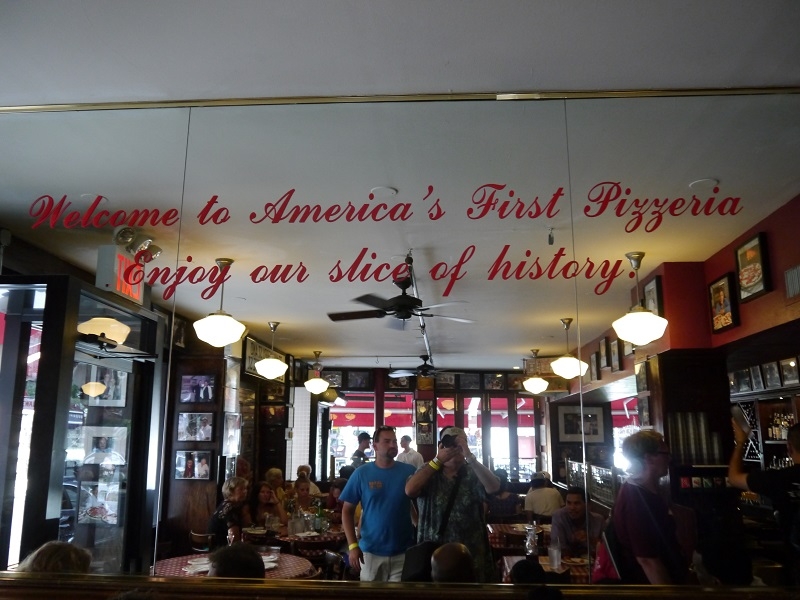 Welcome to America's First Pizzeria
Enjoy our slice of history.